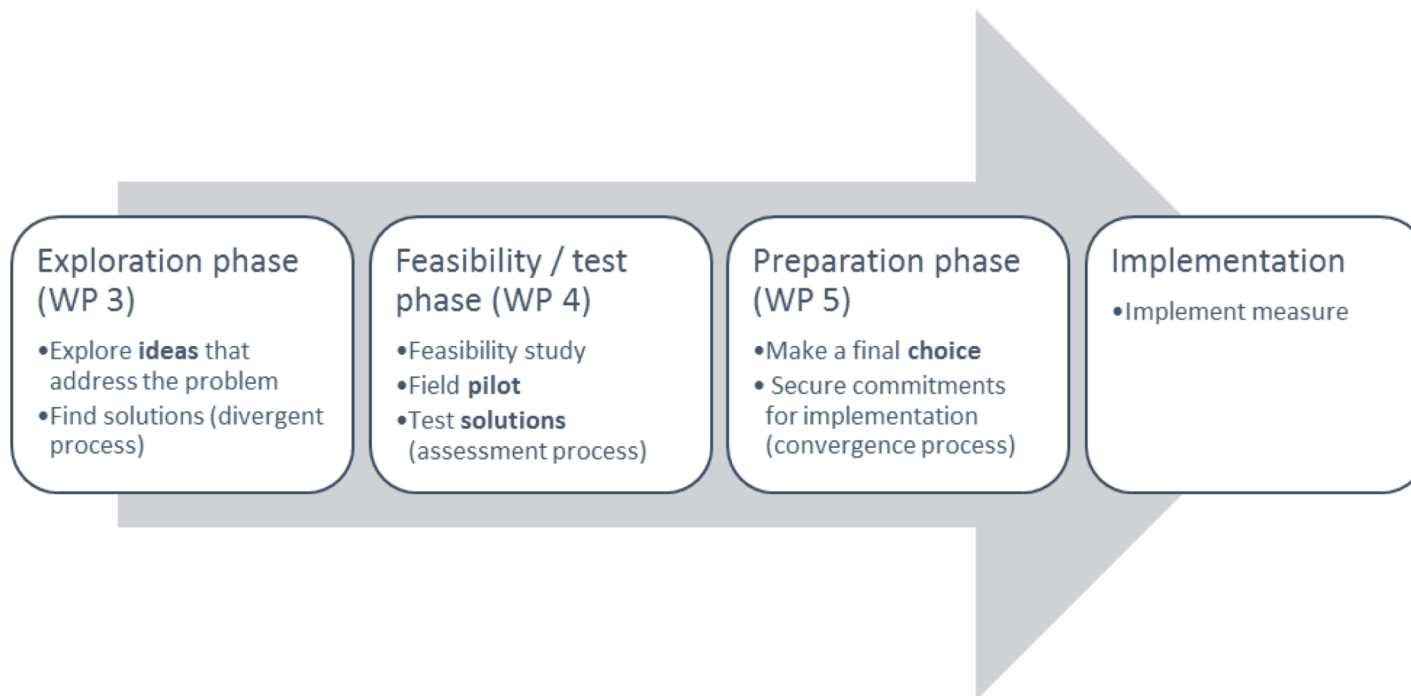 Exploration phase
(WP 3)
•Explore ideas that
address the problem
•Find solutions (divergent
process)
Feasibility / test
phase (WP 4)
•Feasibility study
•Field pilot
•Test solutions
(assessment process)
Preparation phase
(WP 5)
•Make a final choice
• Secure commitments
for implementation
(convergence process)
Implementation
•Implement measure